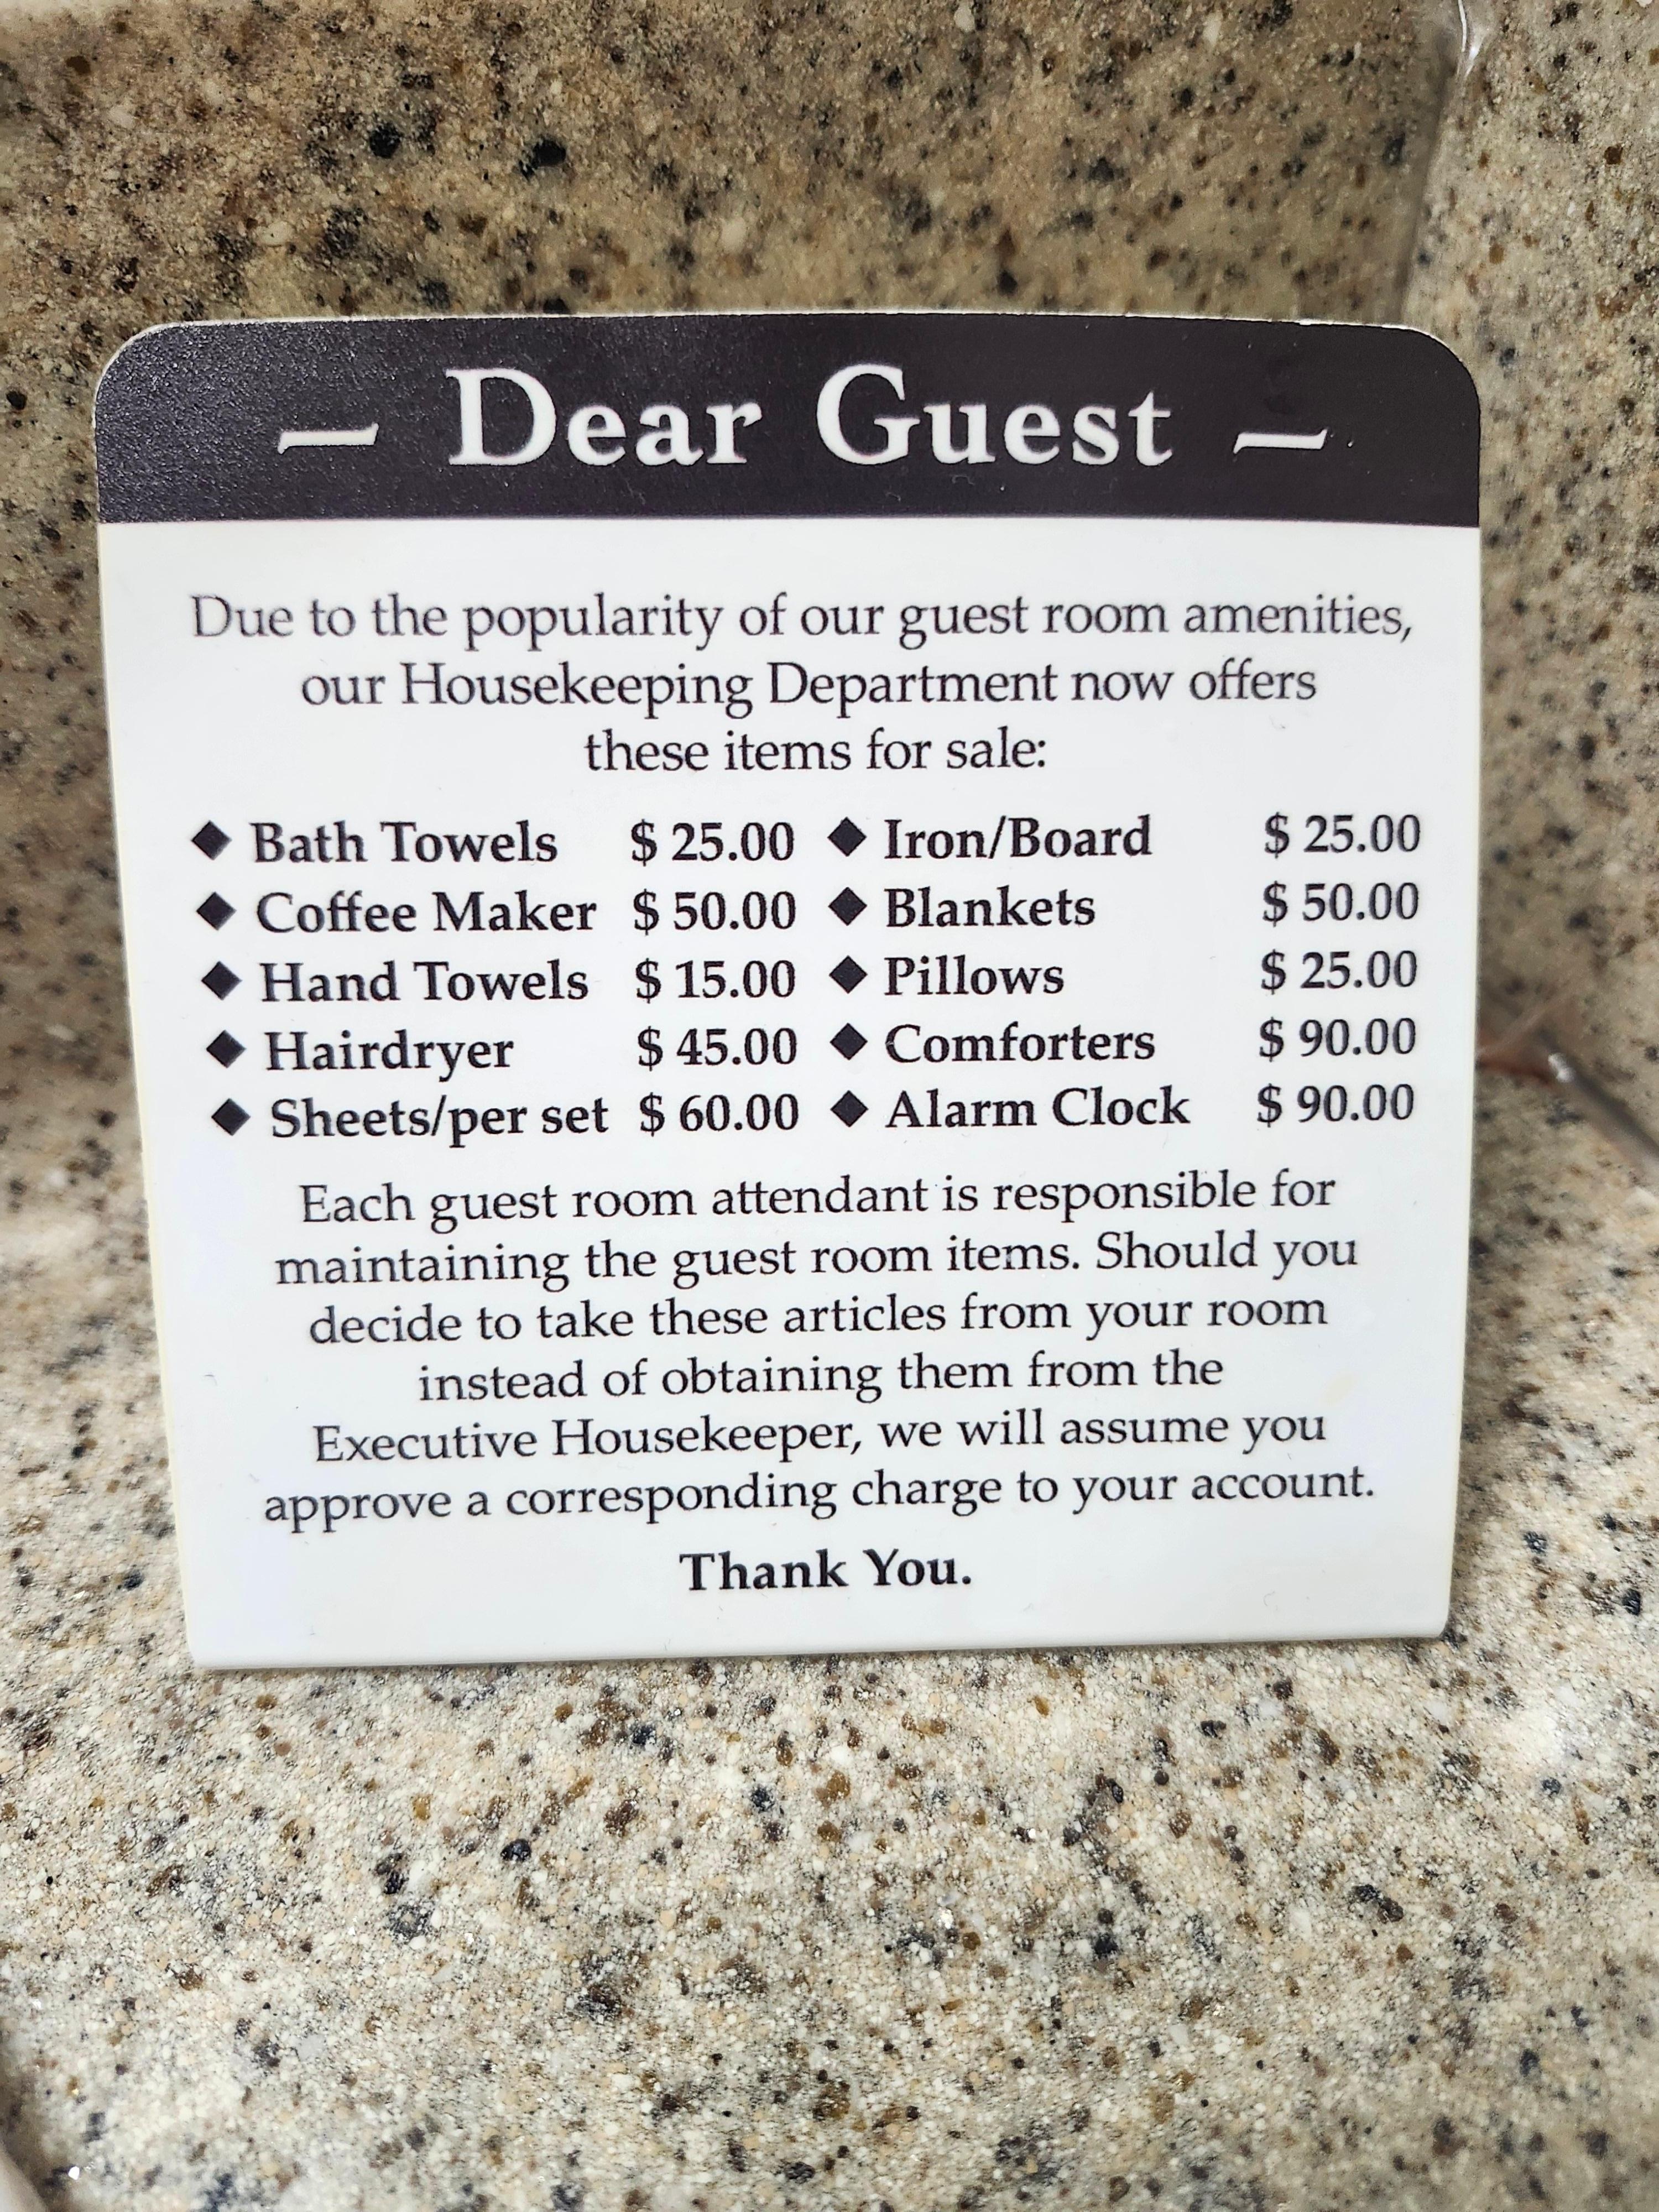 — Dear Guest —
Due to the popularity of our guest room amenities,
our Housekeeping Department now offers
these items for sale:
◆ Bath Towels $ 25.00 ◆ Iron/Board $ 25.00
◆ Coffee Maker $ 50.00 ◆ Blankets $ 50.00
◆ Hand Towels $ 15.00 ◆ Pillows $ 25.00
◆ Hairdryer $ 45.00 ◆ Comforters $ 90.00
◆ Sheets/per set $ 60.00 ◆ Alarm Clock $ 90.00
Each guest room attendant is responsible for
maintaining the guest room items. Should you
decide to take these articles from your room
instead of obtaining them from the
Executive Housekeeper, we will assume you
approve a corresponding charge to your account.
Thank You.